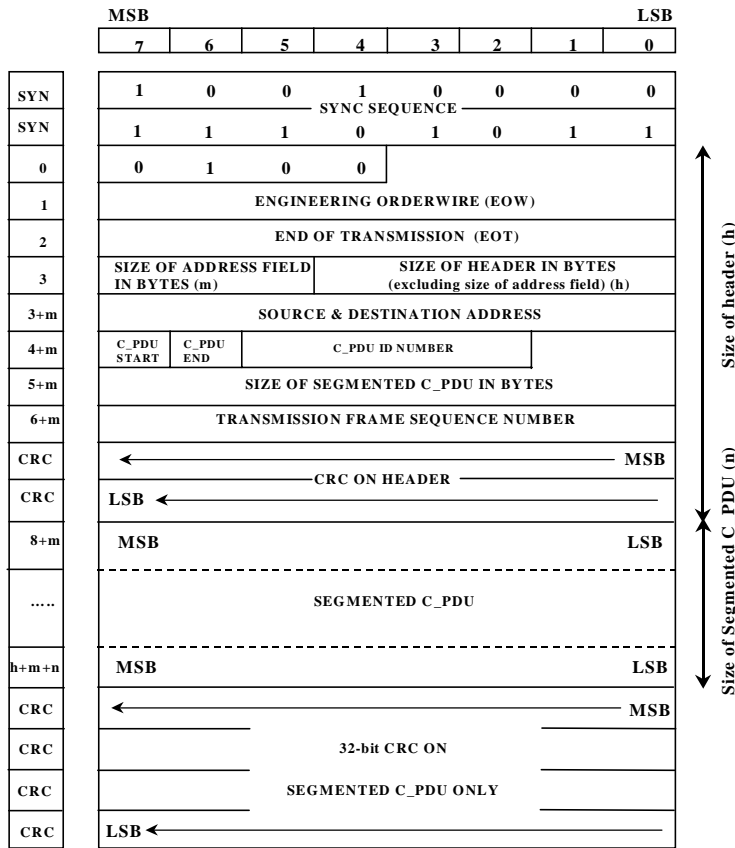 MSB LSB
7 6 5 4 3 2 1 0
SYN 1 0 0 1 0 0 0 0
SYNC SEQUENCE
SYN 1 1 1 0 1 0 1 1
0 0 1 0 0
1 ENGINEERING ORDERWIRE (EOW)
2 END OF TRANSMISSION (EOT)
3 SIZE OF ADDRESS FIELD IN BYTES (m) SIZE OF HEADER IN BYTES (excluding size of address field) (h)
3+m SOURCE & DESTINATION ADDRESS
4+m C_PDU START C_PDU END C_PDU ID NUMBER
5+m SIZE OF SEGMENTED C_PDU IN BYTES
6+m TRANSMISSION FRAME SEQUENCE NUMBER
CRC MSB
CRC ON HEADER
CRC LSB
Size of header (h)
8+m MSB LSB
..... SEGMENTED C_PDU
h+m+n MSB LSB
Size of Segmented C PDU (n)
CRC MSB
CRC 32-bit CRC ON
CRC SEGMENTED C_PDU ONLY
CRC LSB